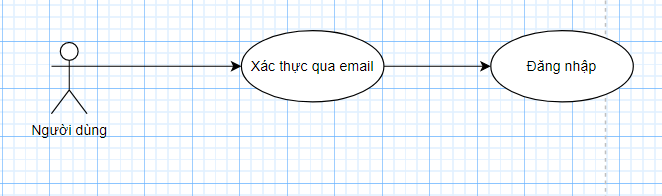 Xác thực qua email
Đăng nhập
Người dùng